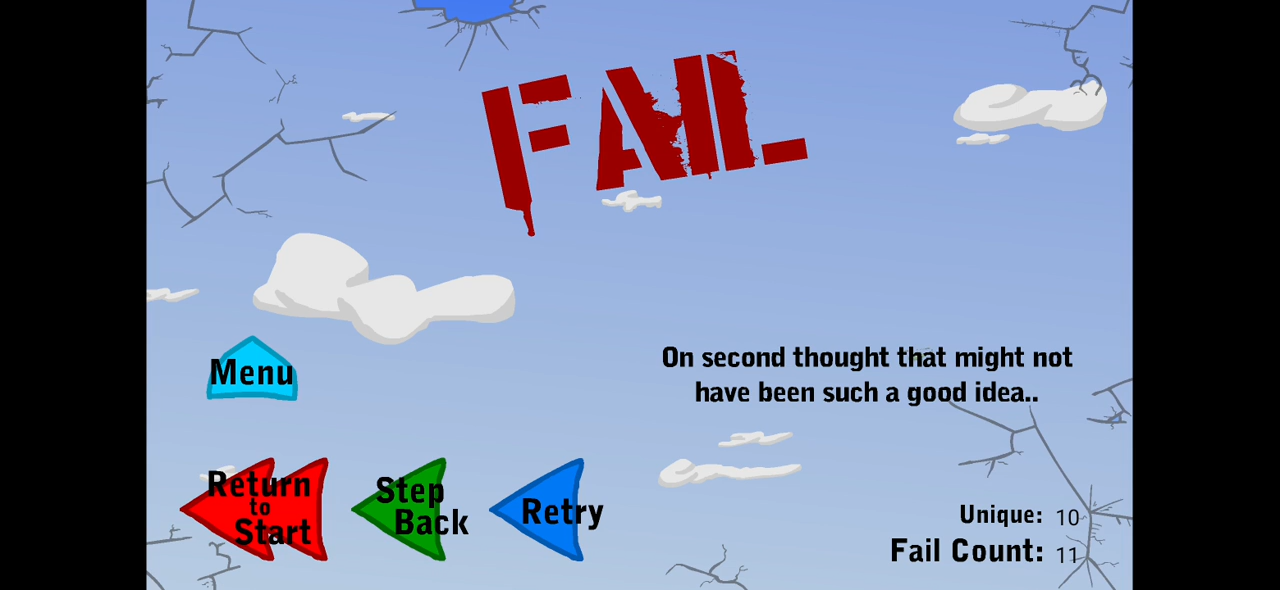 FAIL
Menu
On second thought that might not
have been such a good idea..
Return
to
Start
Step
Back
Retry
Unique: 10
Fail Count: 11